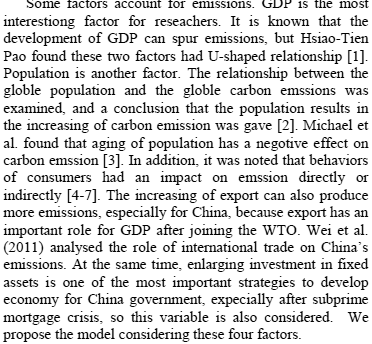 Some factors account for emissions. GDP is the most
interestiong factor for reseachers. It is known that the
development of GDP can spur emissions, but Hsiao-Tien
Pao found these two factors had U-shaped relationship [1].
Population is another factor. The relationship between the
globle population and the globle carbon emssions was
examined, and a conclusion that the population results in
the increasing of carbon emission was gave [2]. Michael et
al. found that aging of population has a negotive effect on
carbon emssion [3]. In addition, it was noted that behaviors
of consumers had an impact on emssion directly or
indirectly [4-7]. The increasing of export can also produce
more emissions, especially for China, because export has an
important role for GDP after joining the WTO. Wei et al.
(2011) analysed the role of international trade on China's
emissions. At the same time, enlarging investment in fixed
assets is one of the most important strategies to develop
economy for China government, expecially after subprime
mortgage crisis, so this variable is also considered. We
propose the model considering these four factors.